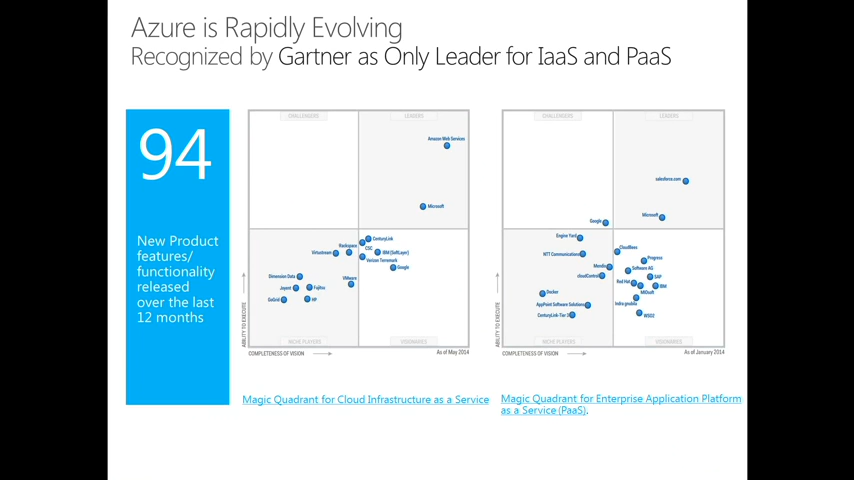 Azure is Rapidly Evolving
Recognized by Gartner as Only Leader for IaaS and PaaS
94
New Product
features/
functionality
released
over the last
12 months
CHALLENGERS
LEADERS
Amazon Web Services
Microsoft
CenturyLink
CSC
Rackspace
Virtustream
IBM (SoftLayer)
Verizon Terremark
Google
Dimension Data
VMware
Joyent
Fujitsu
GoGrid
HP
NICHE PLAYERS
VISIONARIES
ABILITY TO EXECUTE
COMPLETENESS OF VISION
As of May 2014
Magic Quadrant for Cloud Infrastructure as a Service
CHALLENGERS
LEADERS
salesforce.com
Microsoft
Google
Engine Yard
CloudBees
NTT Communications
Progress
Mendix
Software AG
cloudControl
SAP
Red Hat
IBM
MIOsoft
Docker
Indra gnubila
AppPoint Software Solutions
CenturyLink-Tier 3
WSO2
NICHE PLAYERS
VISIONARIES
ABILITY TO EXECUTE
COMPLETENESS OF VISION
As of January 2014
Magic Quadrant for Enterprise Application Platform
as a Service (PaaS).